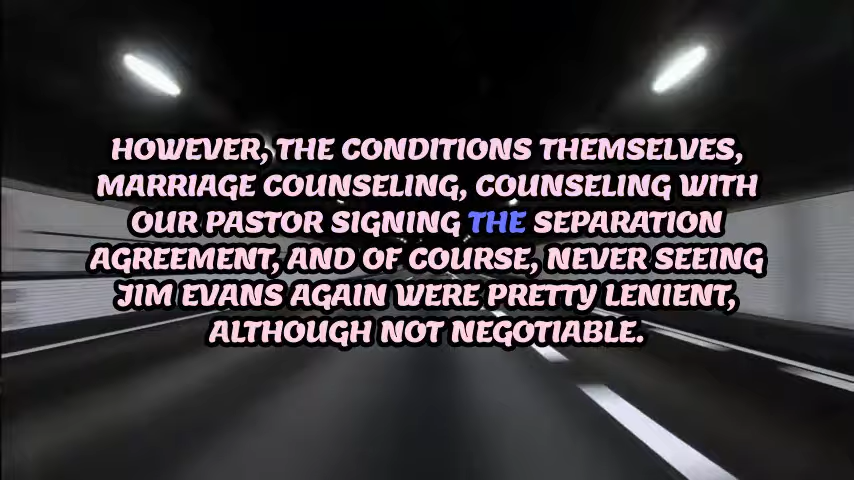 HOWEVER, THE CONDITIONS THEMSELVES,
MARRIAGE COUNSELING, COUNSELING WITH
OUR PASTOR SIGNING THE SEPARATION
AGREEMENT, AND OF COURSE, NEVER SEEING
JIM EVANS AGAIN WERE PRETTY LENIENT,
ALTHOUGH NOT NEGOTIABLE.